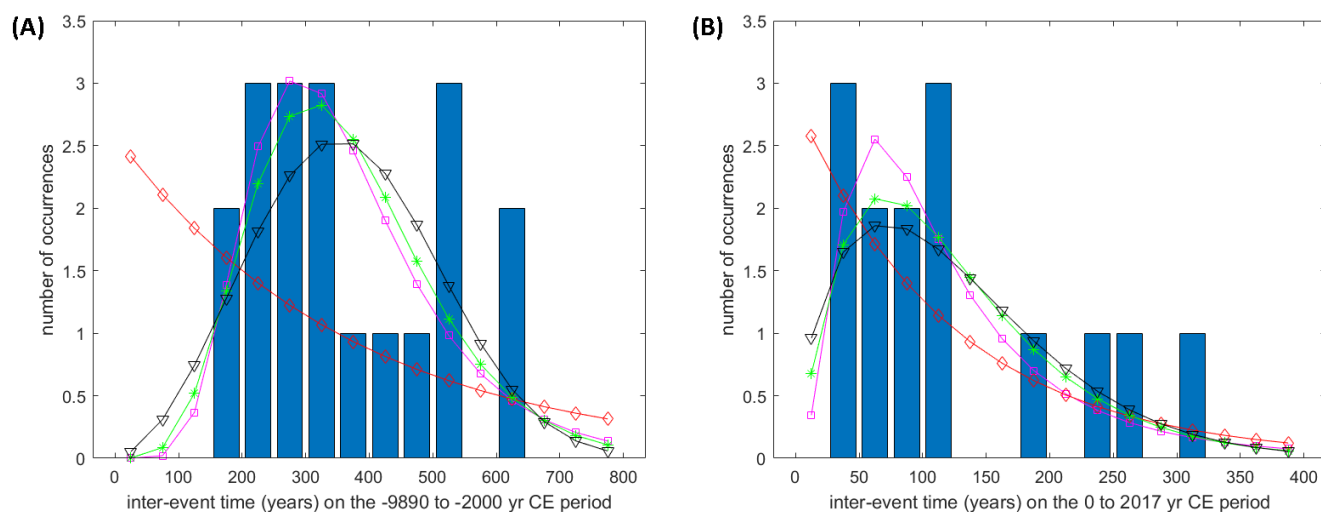 (A)
3.5
3
2.5
2
1.5
1
0.5
0
number of occurrences
0 100 200 300 400 500 600 700 800
inter-event time (years) on the -9890 to -2000 yr CE period
(B)
3.5
3
2.5
2
1.5
1
0.5
0
number of occurrences
0 50 100 150 200 250 300 350 400
inter-event time (years) on the 0 to 2017 yr CE period